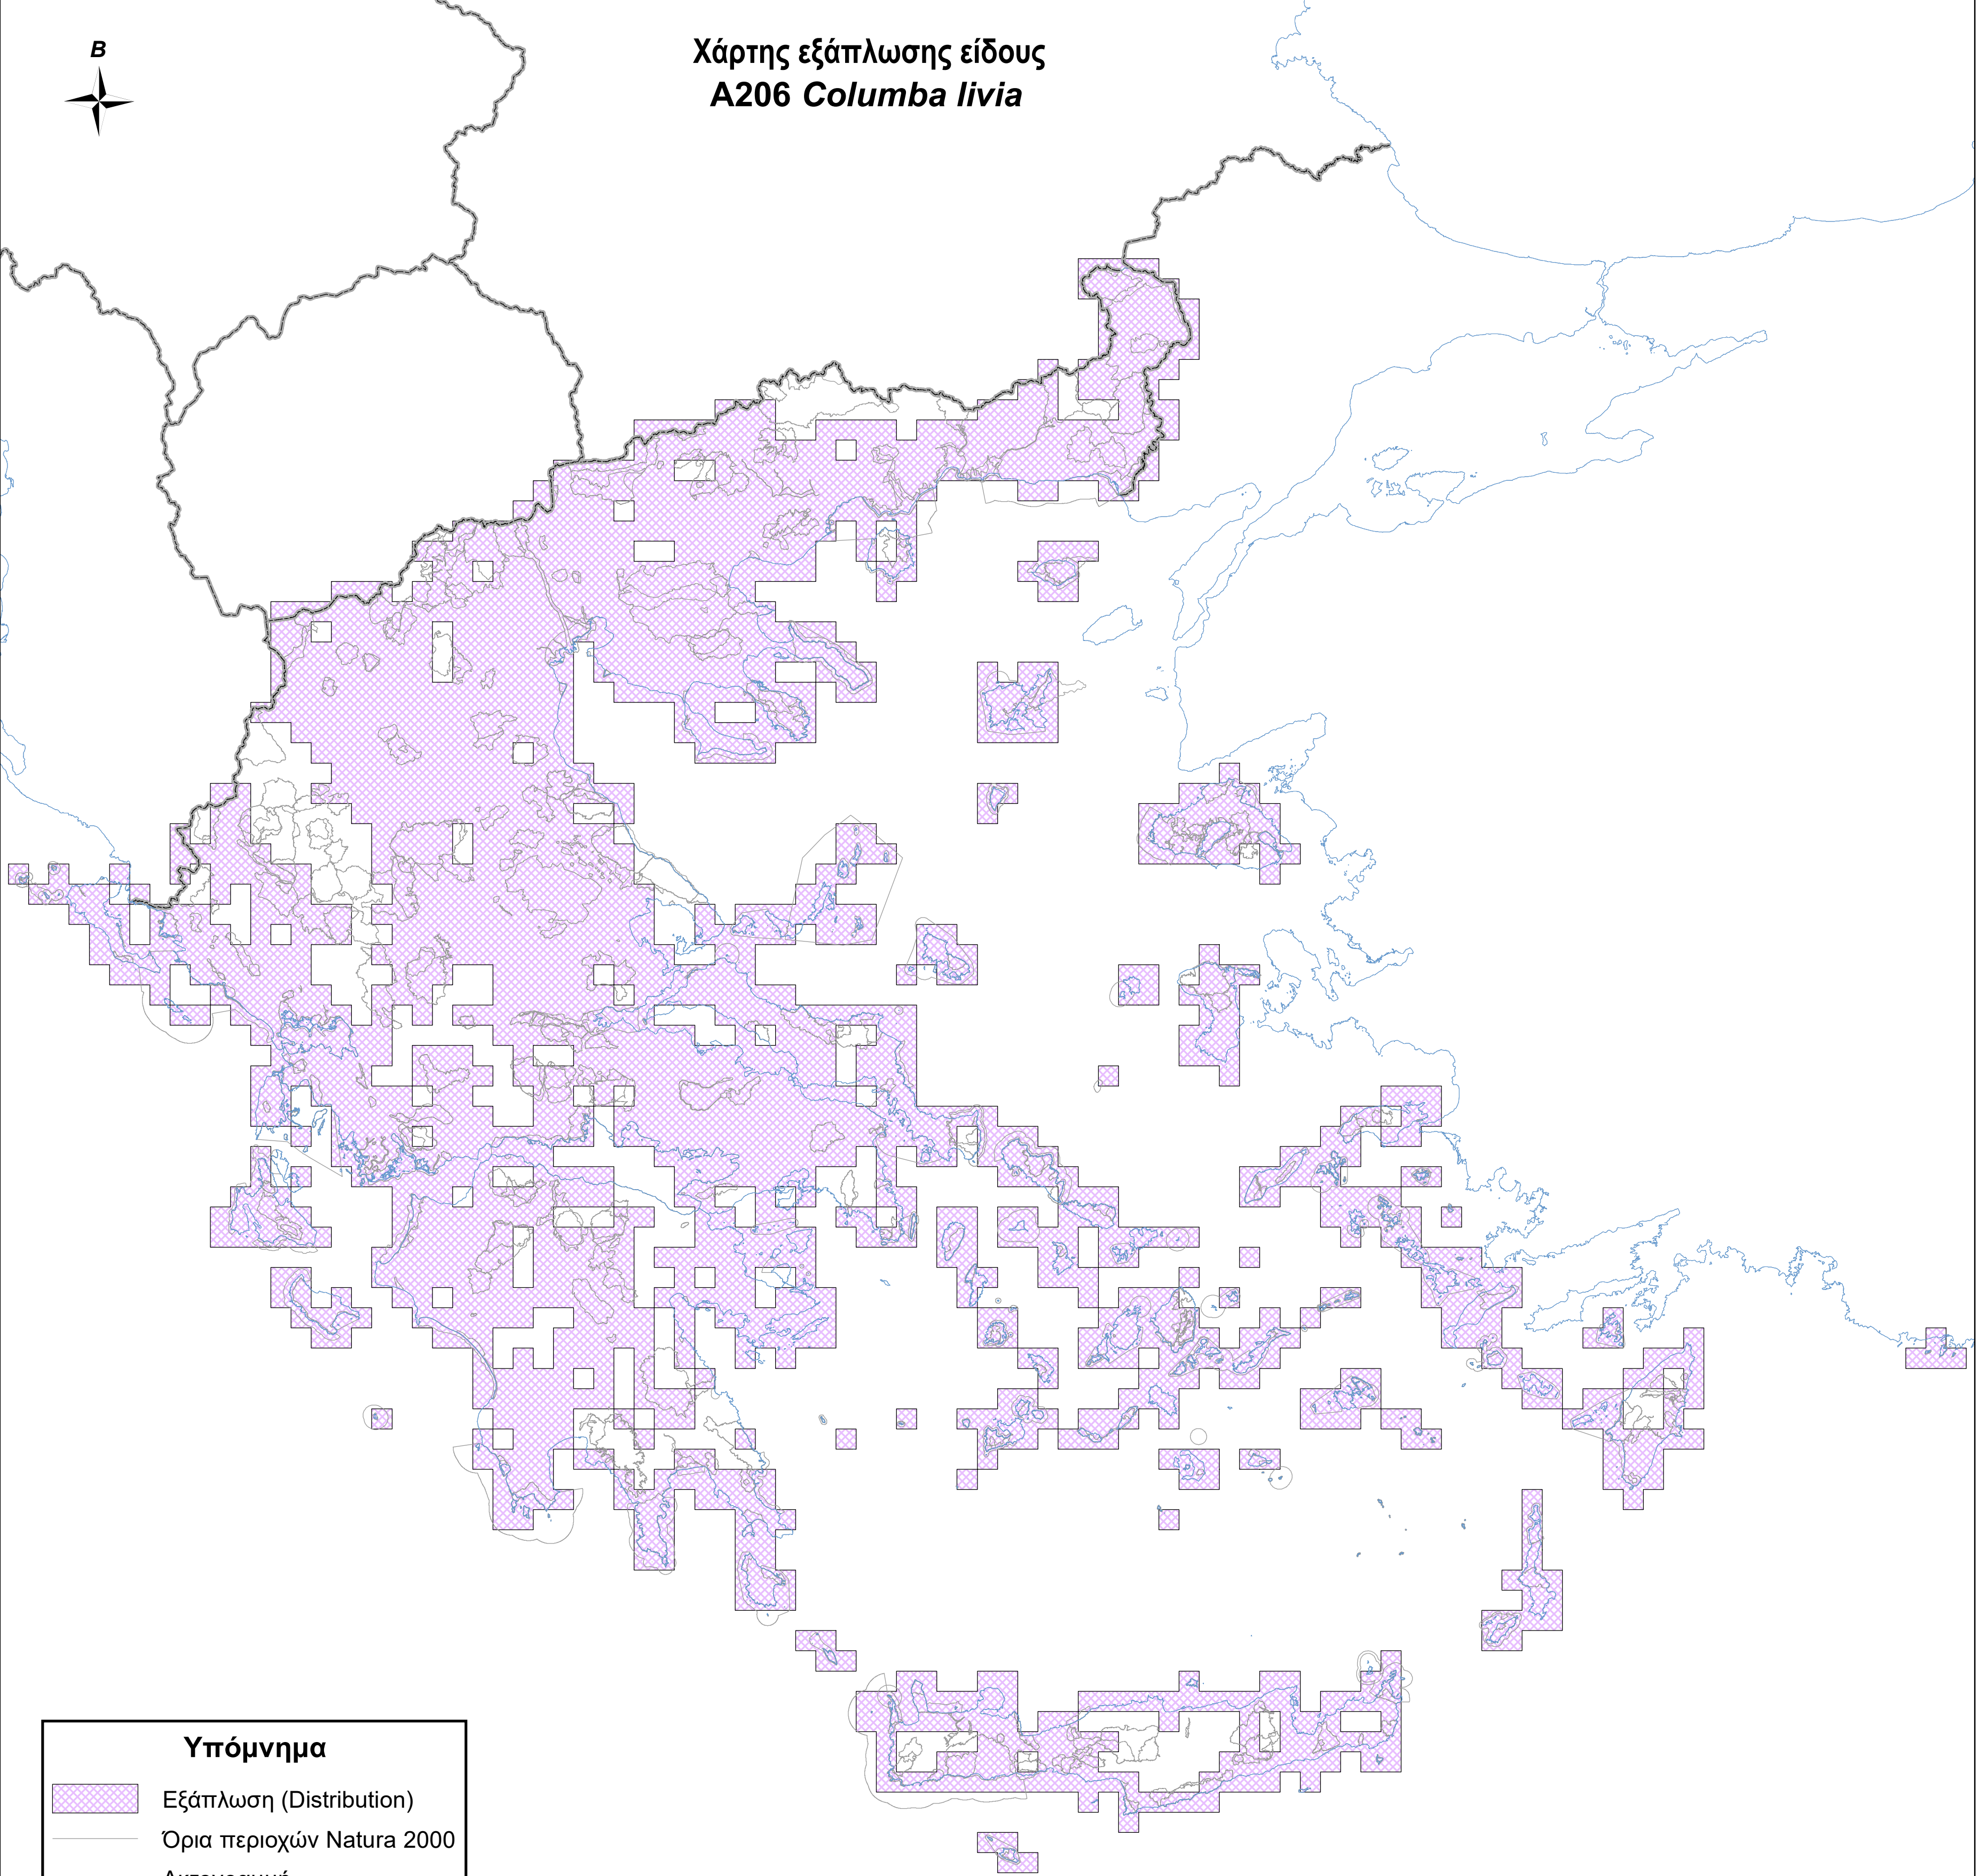 B
Χάρτης εξάπλωσης είδους
A206 Columba livia
Υπόμνημα
Εξάπλωση (Distribution)
Όρια περιοχών Natura 2000